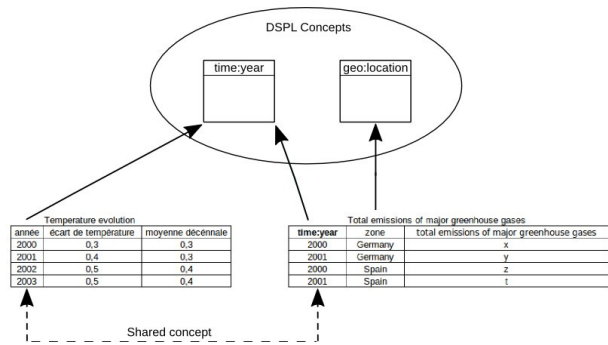 DSPL Concepts
time:year geo:location
Temperature evolution
année écart de température moyenne décénnale
2000 0,3 0,3
2001 0,4 0,3
2002 0,5 0,4
2003 0,5 0,4
Total emissions of major greenhouse gases
time:year zone total emissions of major greenhouse gases
2000 Germany x
2001 Germany y
2000 Spain z
2001 Spain t
Shared concept